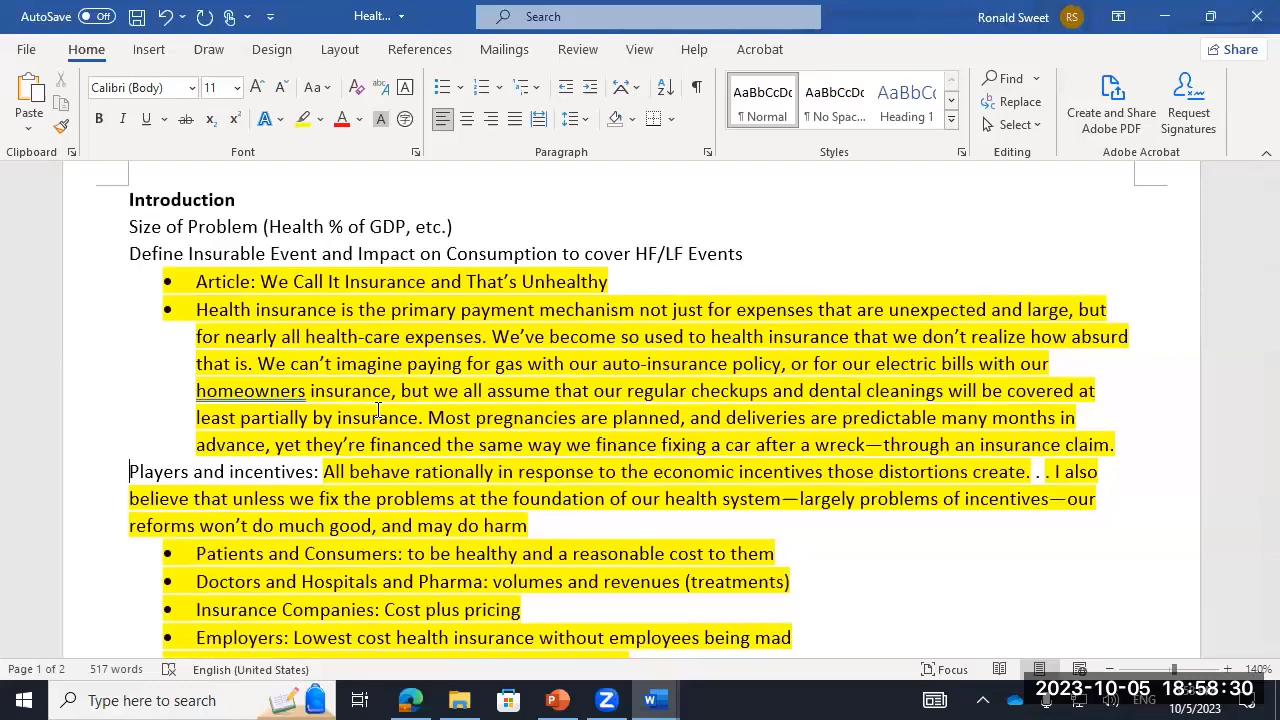 AutoSave Off Healt... Search Ronald Sweet RS
File Home Insert Draw Design Layout References Mailings Review View Help Acrobat Share
Paste Calibri (Body) 11 Aa AaBbCcDc AaBbCcDc AaBbCc Find Create and Share Request
¶ Normal ¶ No Spac... Heading 1 Replace Adobe PDF Signatures
Select
Clipboard Font Paragraph Styles Editing Adobe Acrobat
Introduction
Size of Problem (Health % of GDP, etc.)
Define Insurable Event and Impact on Consumption to cover HF/LF Events
• Article: We Call It Insurance and That’s Unhealthy
• Health insurance is the primary payment mechanism not just for expenses that are unexpected and large, but
for nearly all health-care expenses. We’ve become so used to health insurance that we don’t realize how absurd
that is. We can’t imagine paying for gas with our auto-insurance policy, or for our electric bills with our
homeowners insurance, but we all assume that our regular checkups and dental cleanings will be covered at
least partially by insurance. Most pregnancies are planned, and deliveries are predictable many months in
advance, yet they’re financed the same way we finance fixing a car after a wreck—through an insurance claim.
Players and incentives: All behave rationally in response to the economic incentives those distortions create. . . I also
believe that unless we fix the problems at the foundation of our health system—largely problems of incentives—our
reforms won’t do much good, and may do harm
• Patients and Consumers: to be healthy and a reasonable cost to them
• Doctors and Hospitals and Pharma: volumes and revenues (treatments)
• Insurance Companies: Cost plus pricing
• Employers: Lowest cost health insurance without employees being mad
Page 1 of 2 517 words English (United States) Focus 140%
Type here to search ENG 2023-10-05 18:58:30
10/5/2023